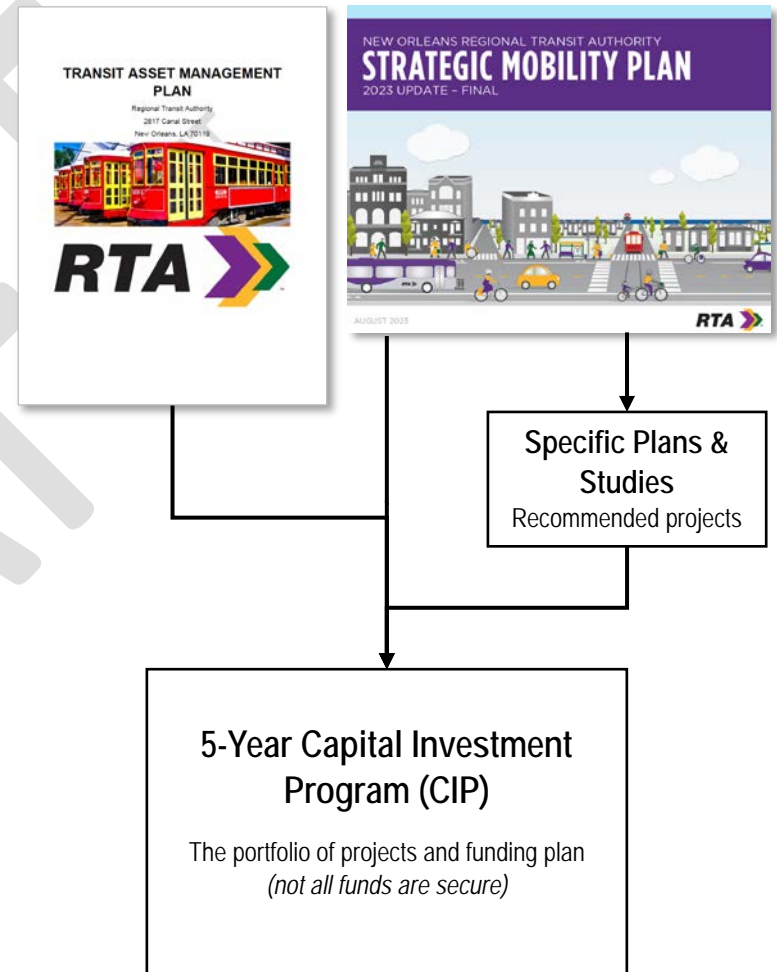 TRANSIT ASSET MANAGEMENT
PLAN
Regional Transit Authority
2817 Canal Street
New Orleans, LA 70119
RTA
NEW ORLEANS REGIONAL TRANSIT AUTHORITY
STRATEGIC MOBILITY PLAN
2023 UPDATE – FINAL
AUGUST 2023
RTA
Specific Plans &
Studies
Recommended projects
5-Year Capital Investment
Program (CIP)
The portfolio of projects and funding plan
(not all funds are secure)